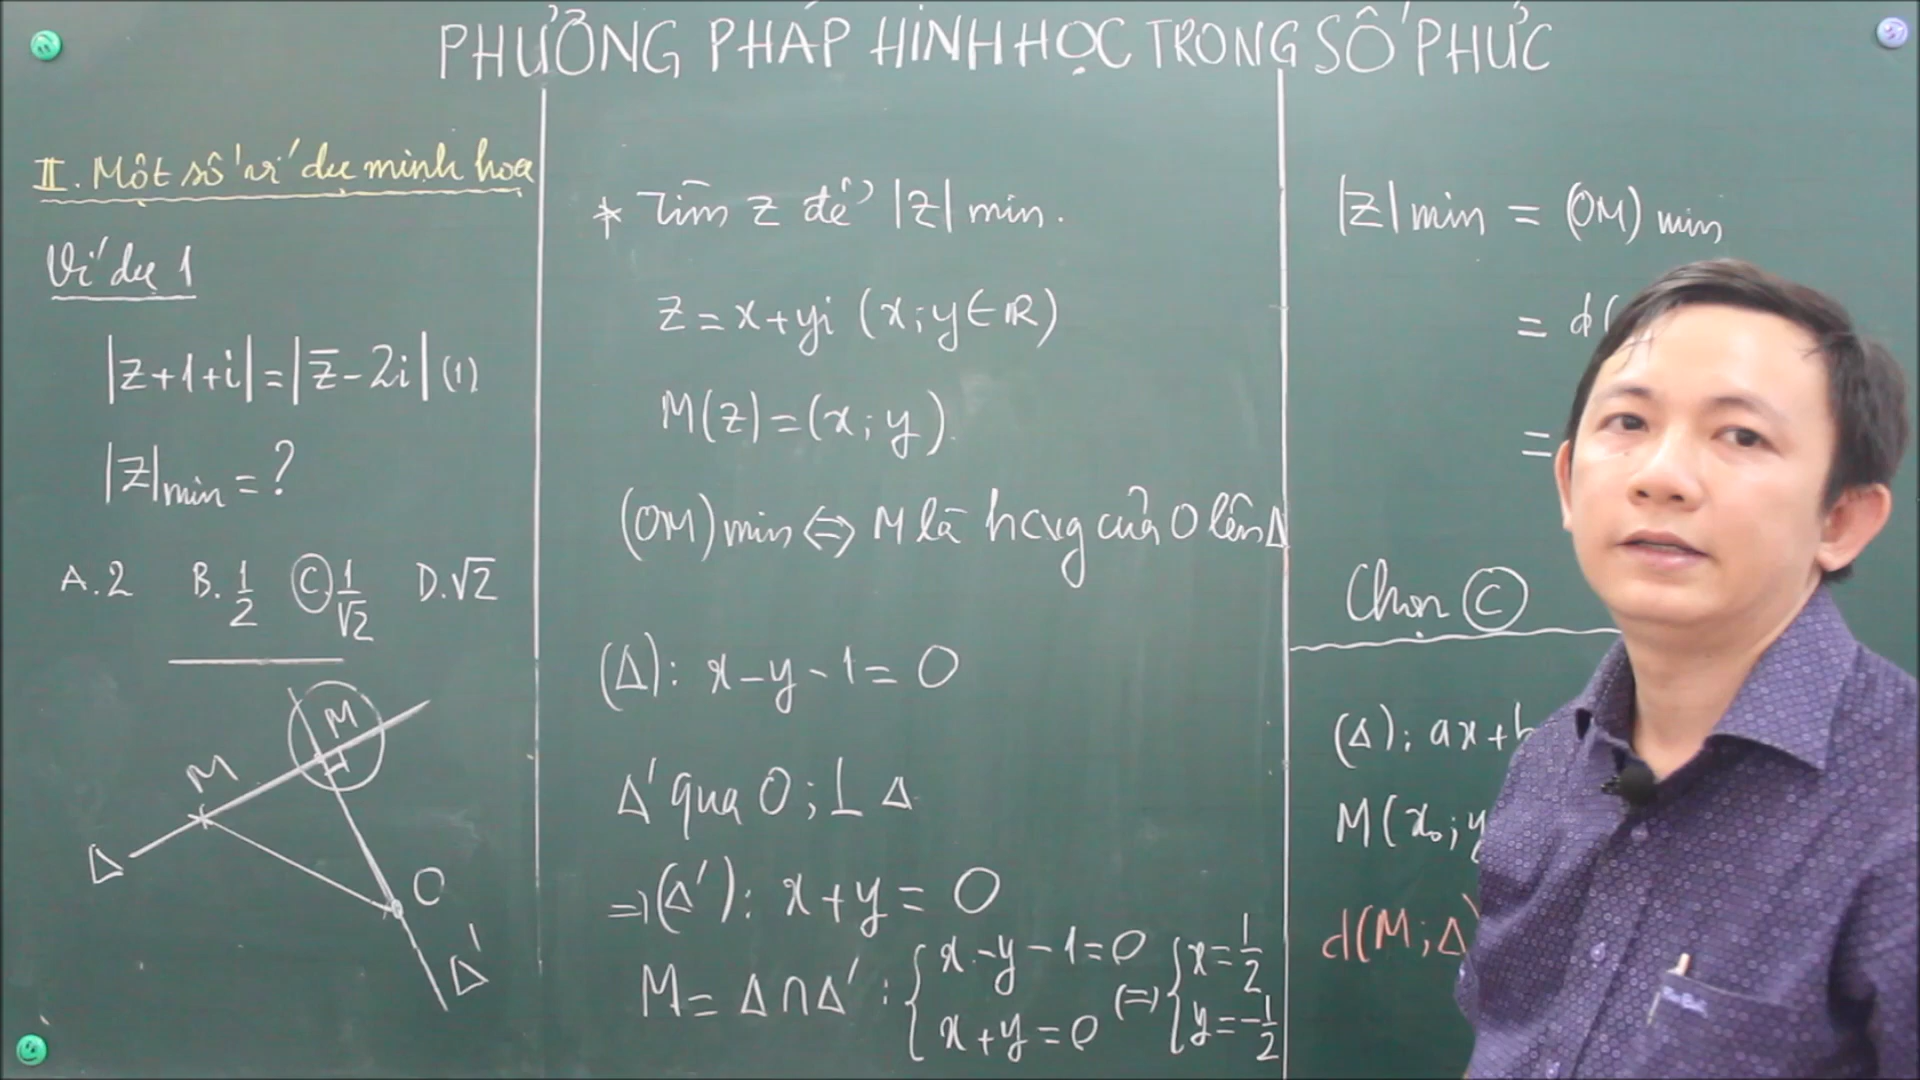 PHƯƠNG PHÁP HÌNH HỌC TRONG SỐ PHỨC
II. Một số ví dụ minh hoạ
Ví dụ 1
|z+1+i|=|z̅-2i| (1)
|z|min = ?
A. 2 B. 1/2 C. 1/√2 D. √2
M
M
Δ
O
Δ'
* Tìm z để |z| min.
z = x+yi (x; y ∈ ℝ)
M(z) = (x; y).
(OM) min ⇔ M là hcvg của O lên Δ
(Δ): x-y-1=0
Δ' qua O; ⊥ Δ
⇒ (Δ'): x+y=0
M = Δ∩Δ' : { x-y-1=0 x+y=0 ⇔ { x=1/2 y=-1/2
|z| min = (OM) min
= d(
=
Chọn C
(Δ): ax+b
M(x₀; y
d(M; Δ)